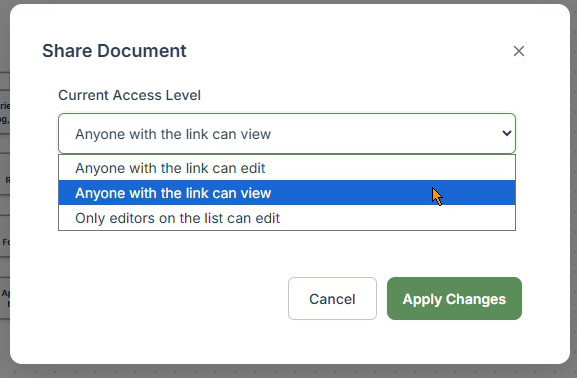 Share Document
Current Access Level
Anyone with the link can view
Anyone with the link can edit
Anyone with the link can view
Only editors on the list can edit
Cancel
Apply Changes